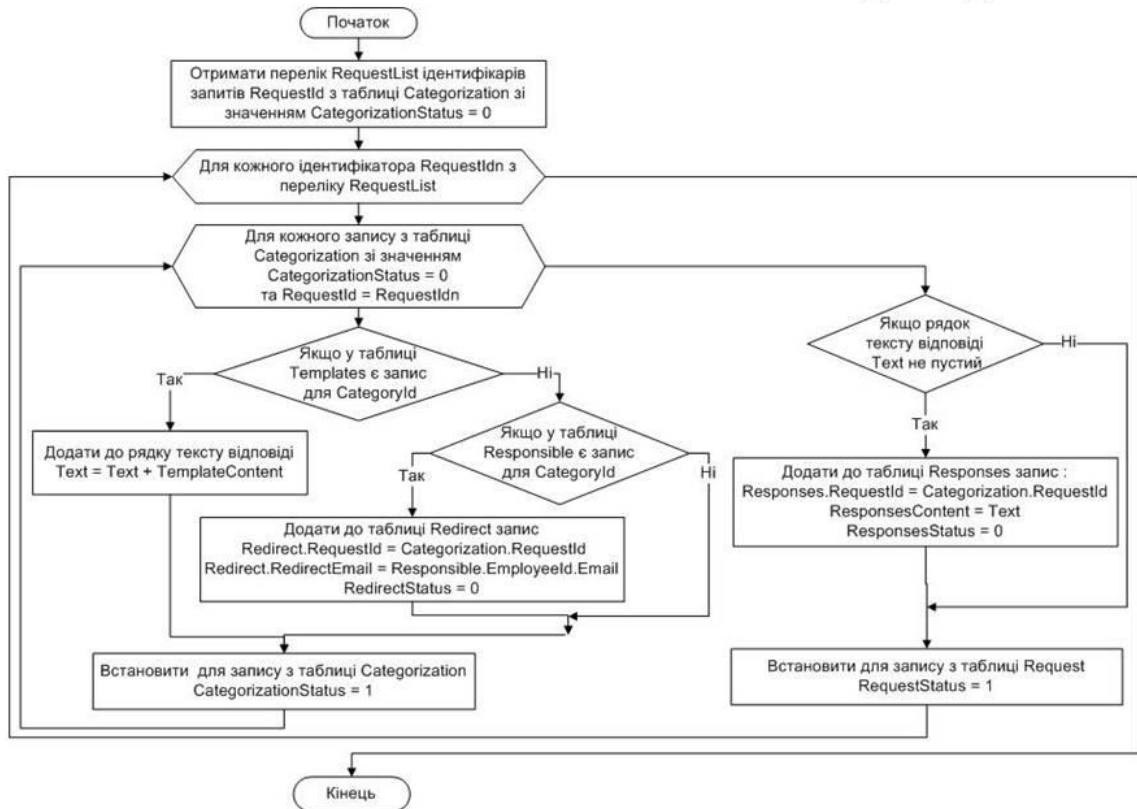 Початок
Отримати перелік RequestList ідентифікарів
запитів RequestId з таблиці Categorization зі
значенням CategorizationStatus = 0
Для кожного ідентифікатора RequestIdn з
переліку RequestList
Для кожного запису з таблиці
Categorization зі значенням
CategorizationStatus = 0
та RequestId = RequestIdn
Якщо у таблиці
Templates є запис
для CategoryId
Так
Ні
Додати до рядку тексту відповіді
Text = Text + TemplateContent
Якщо у таблиці
Responsible є запис
для CategoryId
Так
Ні
Додати до таблиці Redirect запис
Redirect.RequestId = Categorization.RequestId
Redirect.RedirectEmail = Responsible.EmployeeId.Email
RedirectStatus = 0
Встановити для запису з таблиці Categorization
CategorizationStatus = 1
Якщо рядок
тексту відповіді
Text не пустий
Ні
Так
Додати до таблиці Responses запис :
Responses.RequestId = Categorization.RequestId
ResponsesContent = Text
ResponsesStatus = 0
Встановити для запису з таблиці Request
RequestStatus = 1
Кінець